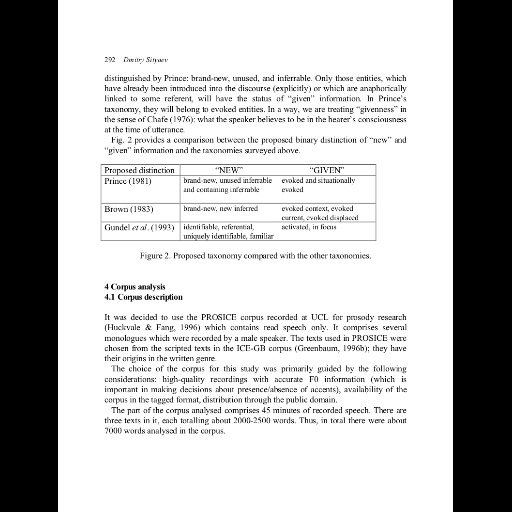 292 Dmitry Sityaev
distinguished by Prince: brand-new, unused, and inferrable. Only those entities, which
have already been introduced into the discourse (explicitly) or which are anaphorically
linked to some referent, will have the status of "given" information. In Prince's
taxonomy, they will belong to evoked entities. In a way, we are treating "givenness" in
the sense of Chafe (1976): what the speaker believes to be in the hearer's consciousness
at the time of utterance.
Fig. 2 provides a comparison between the proposed binary distinction of "new" and
"given" information and the taxonomies surveyed above.
Proposed distinction "NEW" "GIVEN"
Prince (1981) brand-new, unused inferrable evoked and situationally
and containing inferrable evoked
Brown (1983) brand-new, new inferred evoked context, evoked
current, evoked displaced
Gundel et al. (1993) identifiable, referential, activated, in focus
uniquely identifiable, familiar
Figure 2. Proposed taxonomy compared with the other taxonomies.
4 Corpus analysis
4.1 Corpus description
It was decided to use the PROSICE corpus recorded at UCL for prosody research
(Huckvale & Fang, 1996) which contains read speech only. It comprises several
monologues which were recorded by a male speaker. The texts used in PROSICE were
chosen from the scripted texts in the ICE-GB corpus (Greenbaum, 1996b); they have
their origins in the written genre.
The choice of the corpus for this study was primarily guided by the following
considerations: high-quality recordings with accurate F0 information (which is
important in making decisions about presence/absence of accents), availability of the
corpus in the tagged format, distribution through the public domain.
The part of the corpus analysed comprises 45 minutes of recorded speech. There are
three texts in it, each totalling about 2000-2500 words. Thus, in total there were about
7000 words analysed in the corpus.